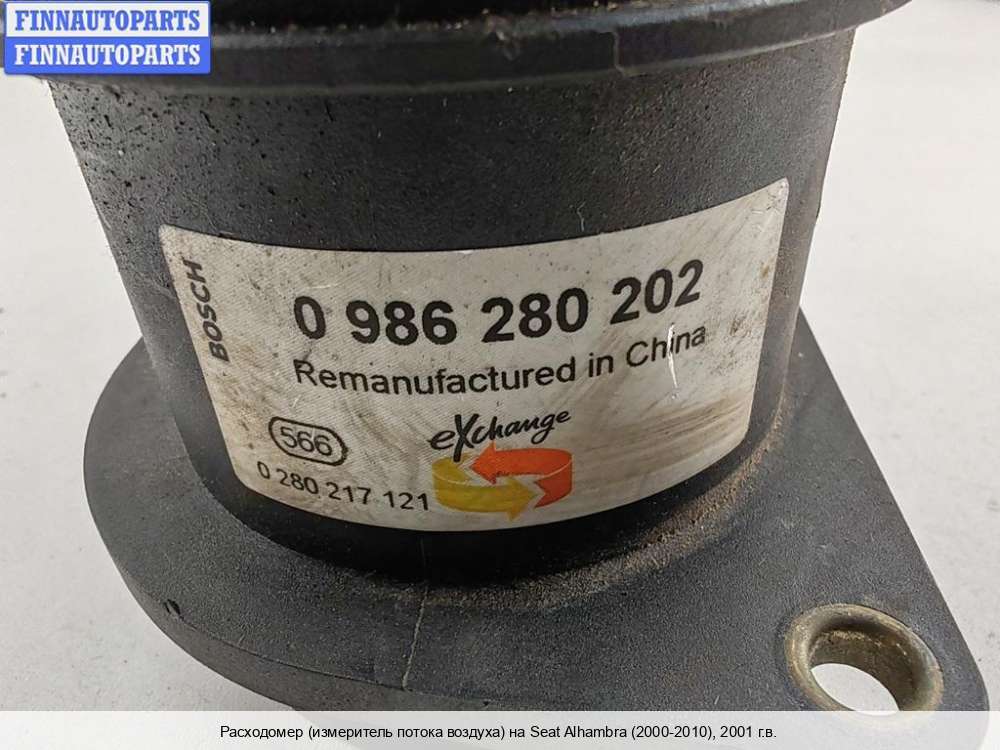 FINNAUTOPARTS
FINNAUTOPARTS
BOSCH
0 986 280 202
Remanufactured in China
566
eXchange
0 280 217 121
Расходомер (измеритель потока воздуха) на Seat Alhambra (2000-2010), 2001 г.в.